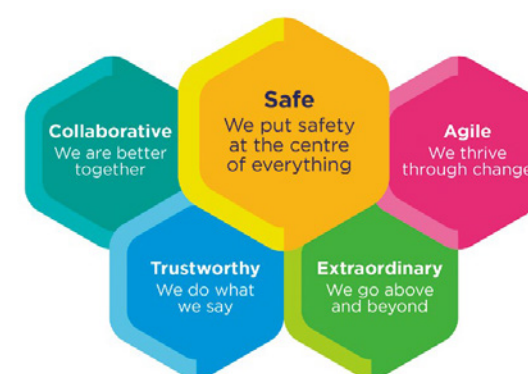 Safe
We put safety
at the centre
of everything
Collaborative
We are better
together
Agile
We thrive
through change
Trustworthy
We do what
we say
Extraordinary
We go above
and beyond